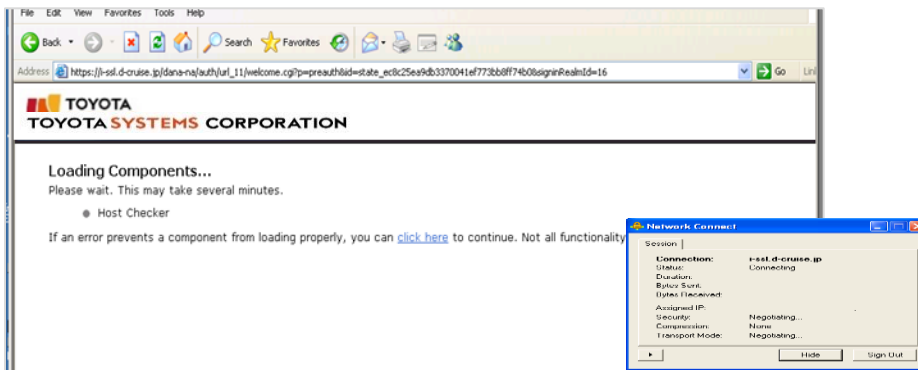 File Edit View Favorites Tools Help
Back Search Favorites
Address https://i-ssl.d-cruise.jp/dana-na/auth/url_11/welcome.cgi?p=preauth&id=state_ec8c25ea9db3370041ef773bb8ff74b0&signinRealmId=16 Go
TOYOTA
TOYOTA SYSTEMS CORPORATION
Loading Components...
Please wait. This may take several minutes.
Host Checker
If an error prevents a component from loading properly, you can click here to continue. Not all functionality
Network Connect
Session
Connection: i-ssl.d-cruise.jp
Status: Connecting
Duration:
Bytes Sent:
Bytes Received:
Assigned IP:
Security: Negotiating...
Compression: None
Transport Mode: Negotiating...
Hide Sign Out